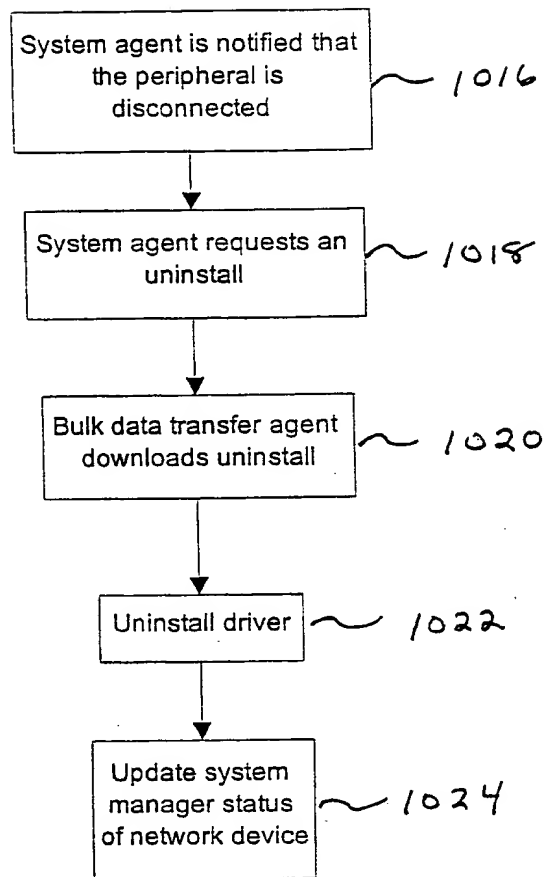 System agent is notified that
the peripheral is
disconnected
1016
System agent requests an
uninstall
1018
Bulk data transfer agent
downloads uninstall
1020
Uninstall driver
1022
Update system
manager status
of network device
1024